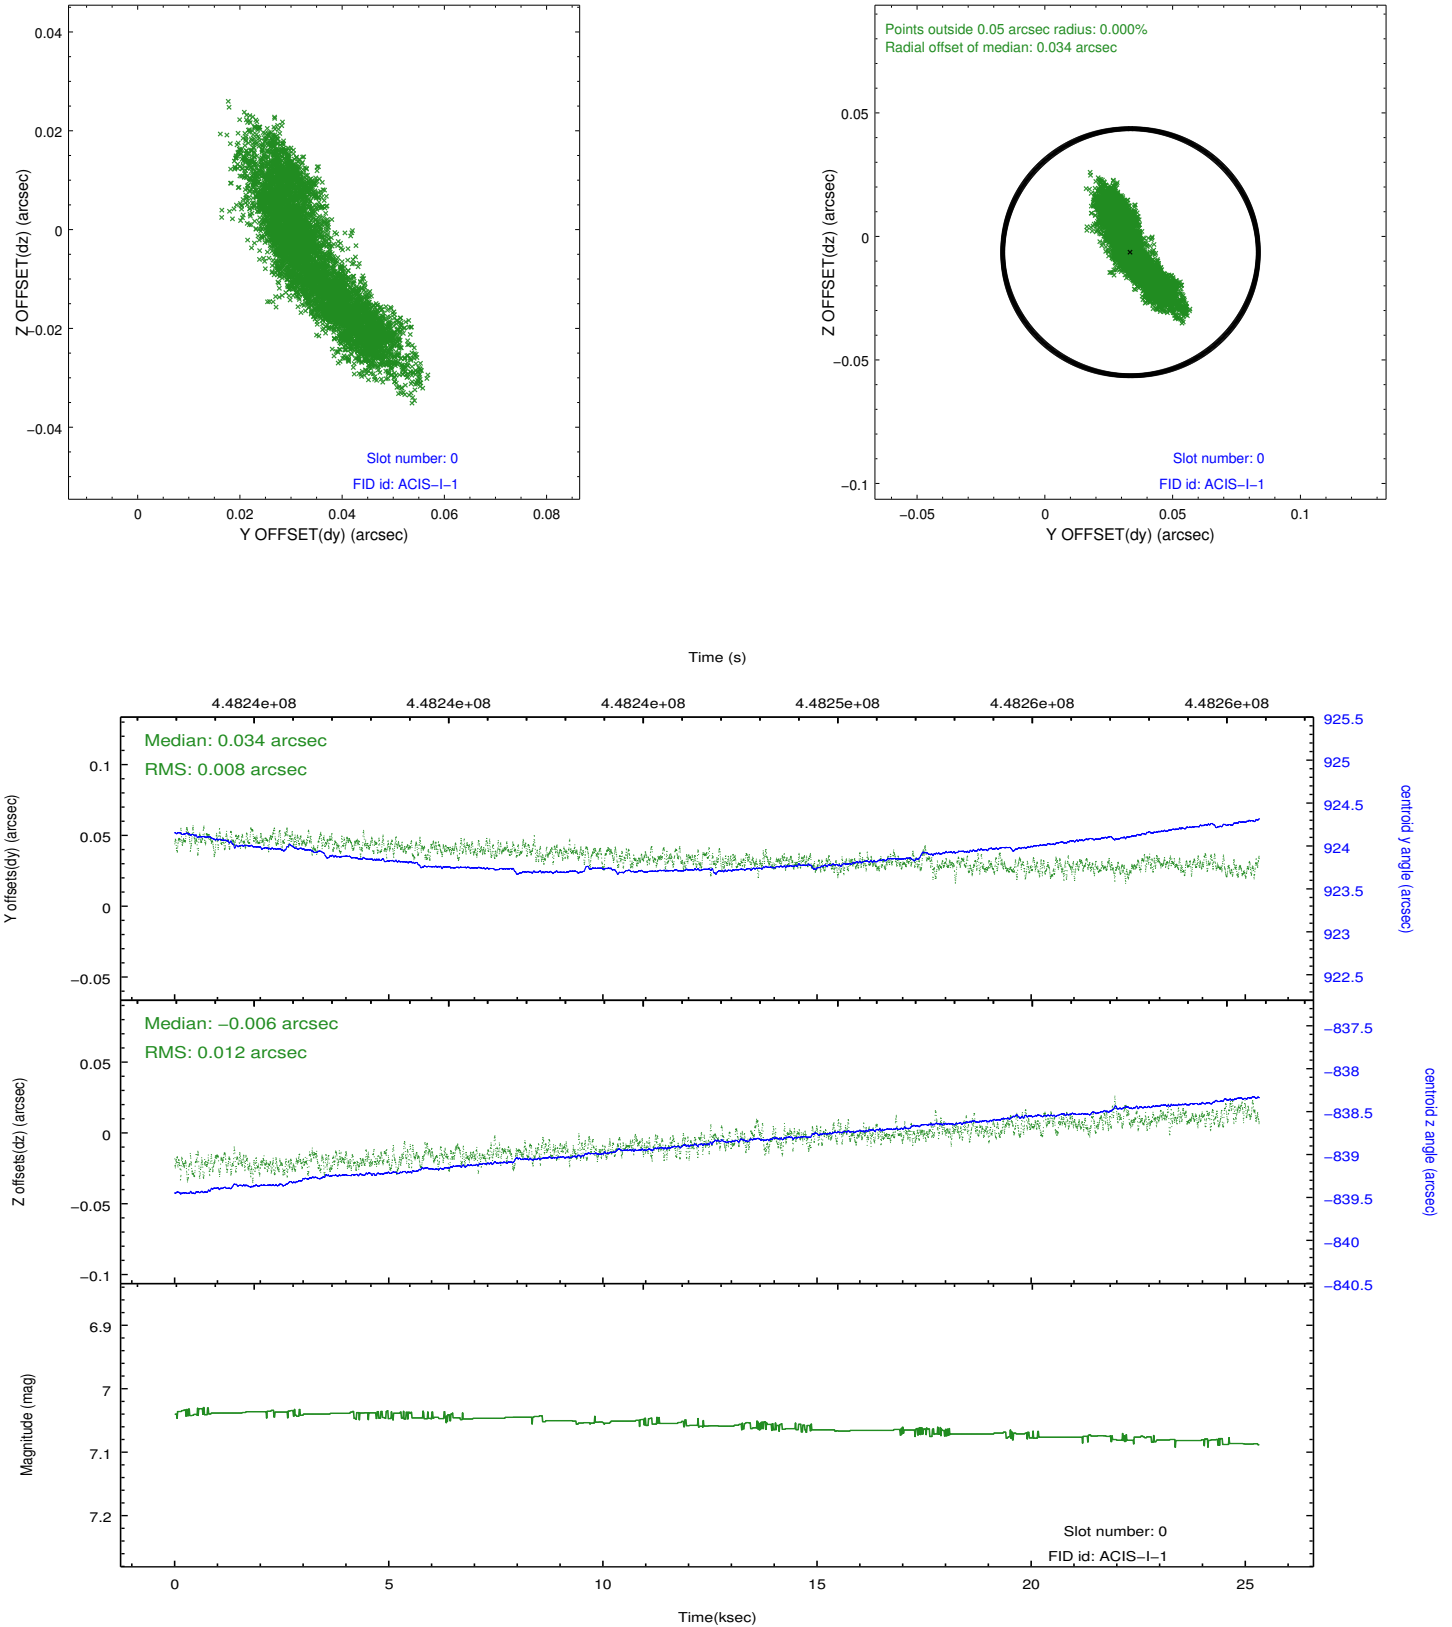 0.04
0.02
0
−0.02
−0.04
Z OFFSET(dz) (arcsec)
Slot number: 0
FID id: ACIS−I−1
0
0.02
0.04
0.06
0.08
Y OFFSET(dy) (arcsec)
Points outside 0.05 arcsec radius: 0.000%
Radial offset of median: 0.034 arcsec
0.05
0
−0.05
−0.1
Z OFFSET(dz) (arcsec)
Slot number: 0
FID id: ACIS−I−1
−0.05
0
0.05
0.1
Y OFFSET(dy) (arcsec)
Time (s)
4.4824e+08
4.4824e+08
4.4824e+08
4.4825e+08
4.4826e+08
4.4826e+08
Median: 0.034 arcsec
RMS: 0.008 arcsec
0.1
0.05
0
−0.05
Y offsets(dy) (arcsec)
925.5
925
924.5
924
923.5
923
922.5
centroid y angle (arcsec)
Median: −0.006 arcsec
RMS: 0.012 arcsec
0.05
0
−0.05
−0.1
Z offsets(dz) (arcsec)
−837.5
−838
−838.5
−839
−839.5
−840
−840.5
centroid z angle (arcsec)
6.9
7
7.1
7.2
Magnitude (mag)
Slot number: 0
FID id: ACIS−I−1
0
5
10
15
20
25
Time(ksec)